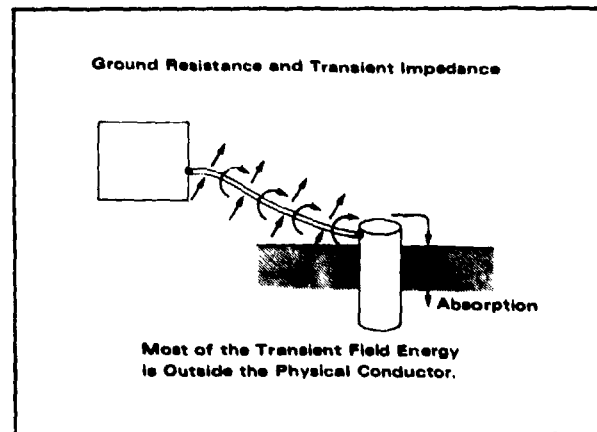 Ground Resistance and Transient Impedance
Absorption
Most of the Transient Field Energy
is Outside the Physical Conductor.